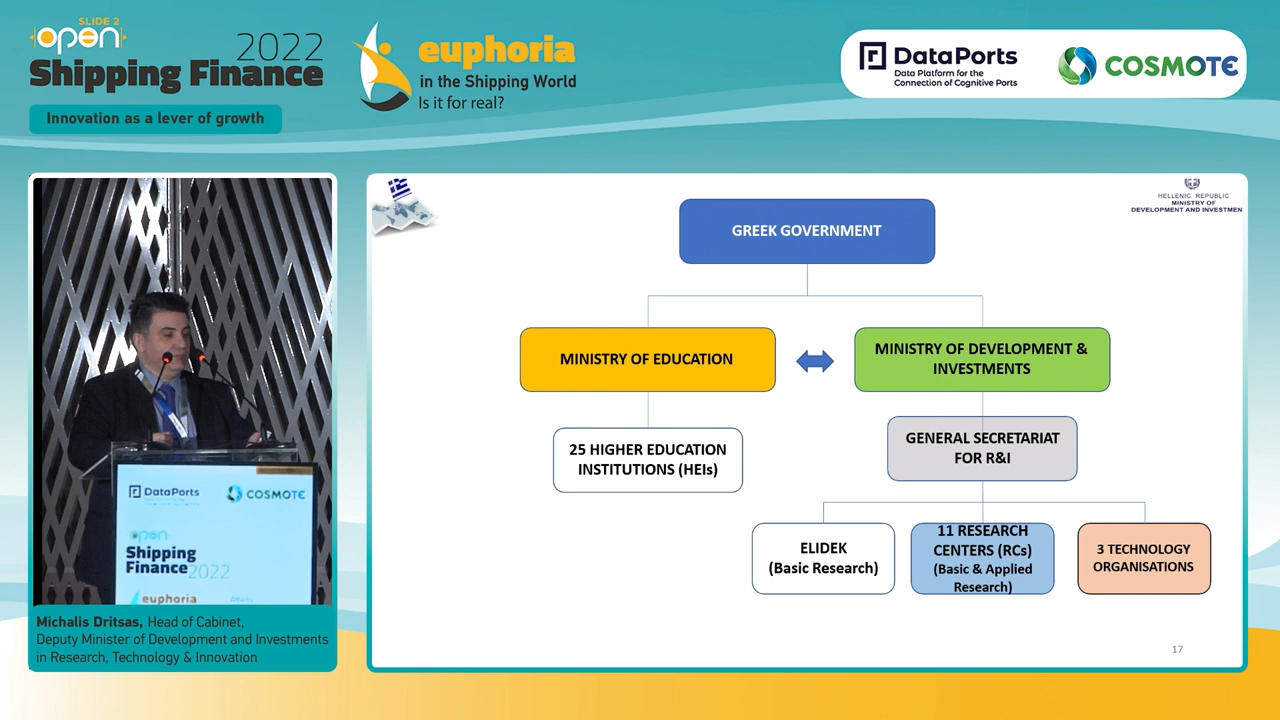 SLIDE 2
open
Shipping Finance
2022
Innovation as a lever of growth
euphoria
in the Shipping World
Is it for real?
DataPorts
Data Platform for the
Connection of Cognitive Ports
COSMOTE
HELLENIC REPUBLIC
MINISTRY OF
DEVELOPMENT AND INVESTMEN
GREEK GOVERNMENT
MINISTRY OF EDUCATION
MINISTRY OF DEVELOPMENT &
INVESTMENTS
25 HIGHER EDUCATION
INSTITUTIONS (HEIs)
GENERAL SECRETARIAT
FOR R&I
ELIDEK
(Basic Research)
11 RESEARCH
CENTERS (RCs)
(Basic & Applied
Research)
3 TECHNOLOGY
ORGANISATIONS
17
DataPorts
COSMOTE
open
Shipping
Finance 2022
euphoria
Michalis Dritsas, Head of Cabinet,
Deputy Minister of Development and Investments
in Research, Technology & Innovation